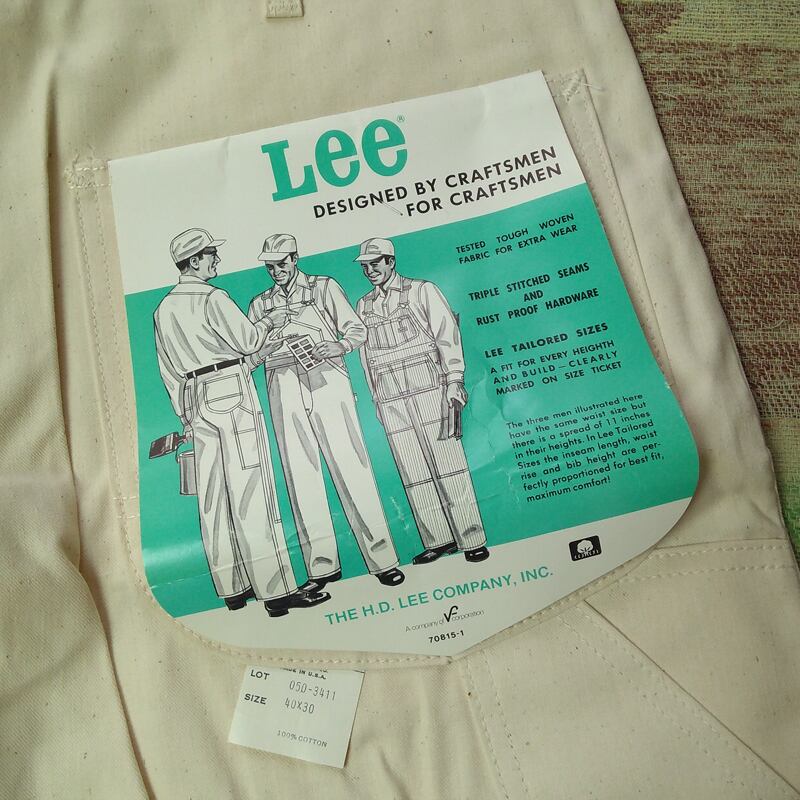 Lee®
DESIGNED BY CRAFTSMEN
FOR CRAFTSMEN
TESTED TOUGH WOVEN
FABRIC FOR EXTRA WEAR
TRIPLE STITCHED SEAMS
AND
RUST PROOF HARDWARE
LEE TAILORED SIZES
A FIT FOR EVERY HEIGHTH
AND BUILD—CLEARLY
MARKED ON SIZE TICKET
The three men illustrated here
have the same waist size but
there is a spread of 11 inches
in their heights. In Lee Tailored
Sizes the inseam length, waist
rise and bib height are per-
fectly proportioned for best fit,
maximum comfort!
THE H.D. LEE COMPANY, INC.
A company of VF corporation
70815-1
MADE IN U.S.A.
LOT 050-3411
SIZE 40X30
100% COTTON